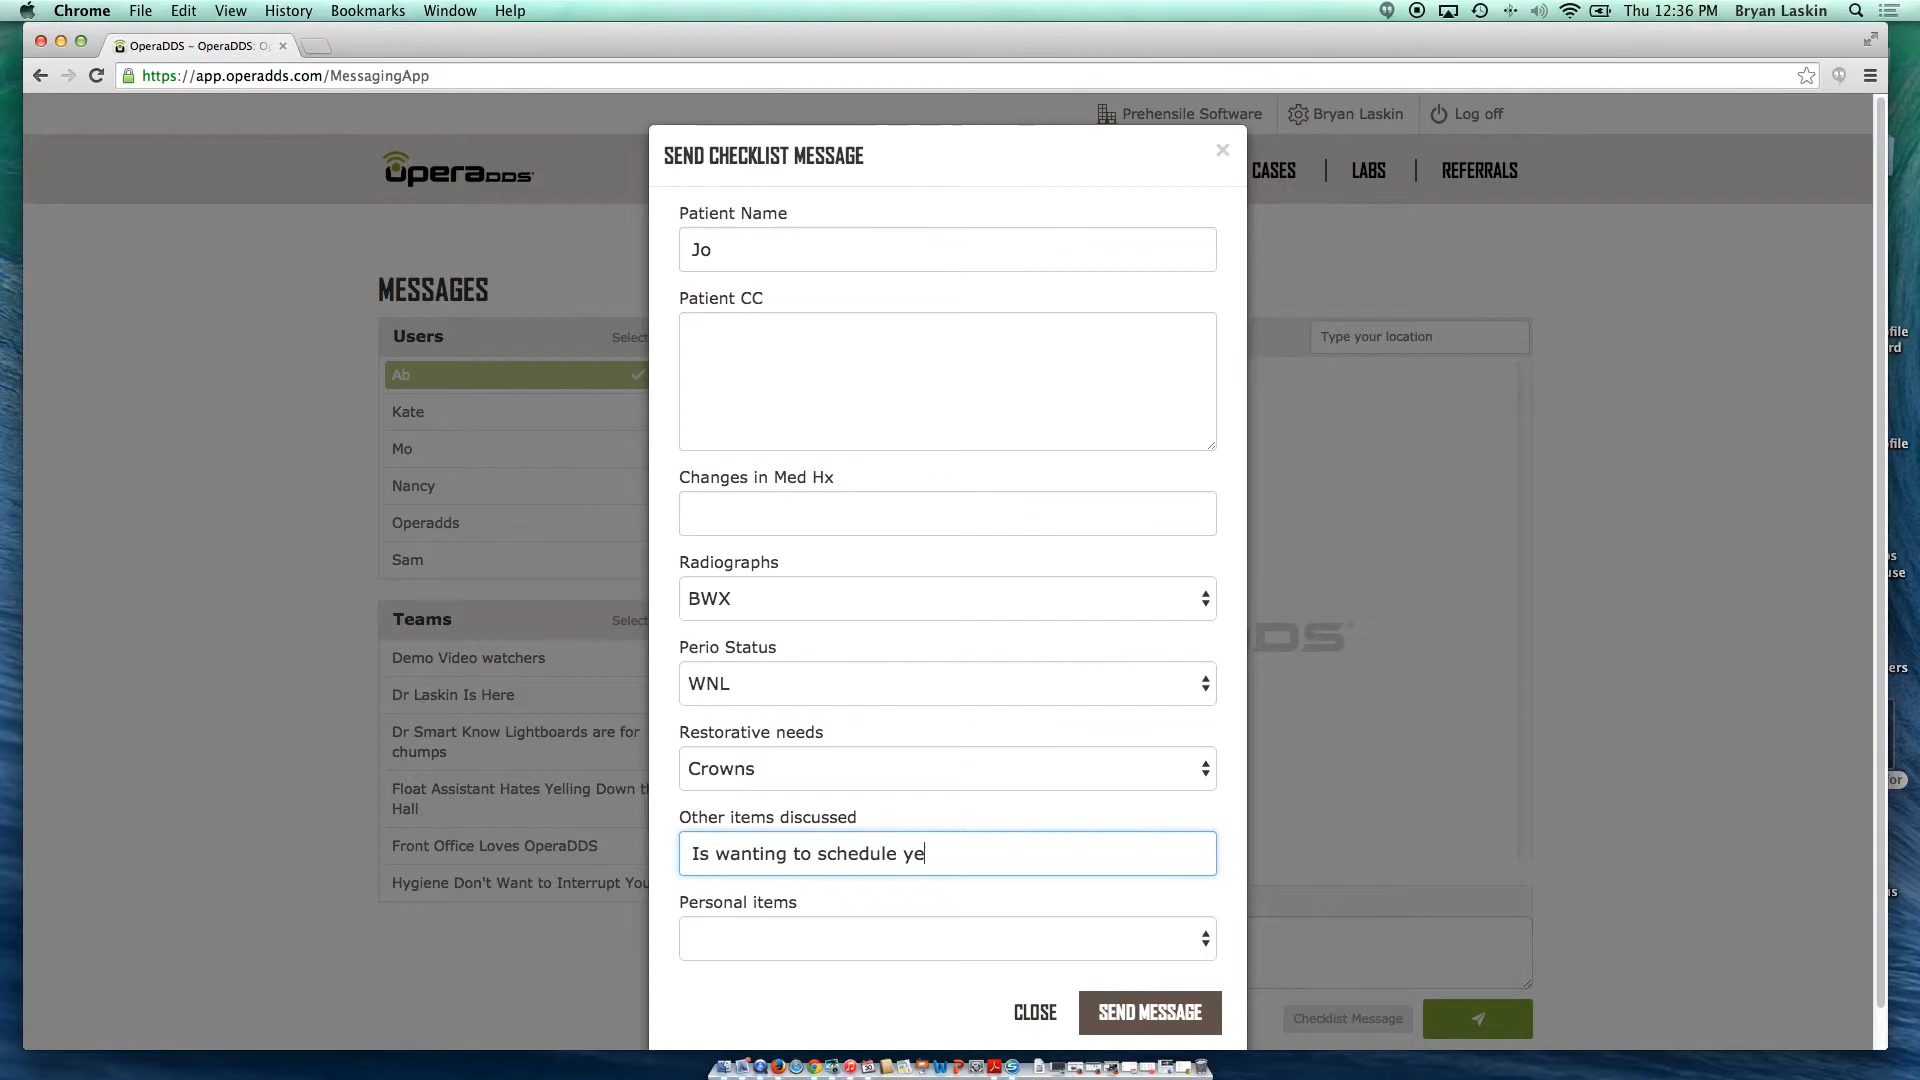 Chrome File Edit View History Bookmarks Window Help
Thu 12:36 PM Bryan Laskin
OperaDDS – OperaDDS: O
https://app.operadds.com/MessagingApp
Prehensile Software
Bryan Laskin
Log off
OperaDDS
CASES | LABS | REFERRALS
SEND CHECKLIST MESSAGE
Patient Name
Jo
Patient CC
Changes in Med Hx
Radiographs
BWX
Perio Status
WNL
Restorative needs
Crowns
Other items discussed
Is wanting to schedule ye
Personal items
CLOSE
SEND MESSAGE
MESSAGES
Users
Select
Ab
Kate
Mo
Nancy
Operadds
Sam
Teams
Select
Demo Video watchers
Dr Laskin Is Here
Dr Smart Know Lightboards are for
chumps
Float Assistant Hates Yelling Down th
Hall
Front Office Loves OperaDDS
Hygiene Don't Want to Interrupt You
Type your location
DDS
Checklist Message